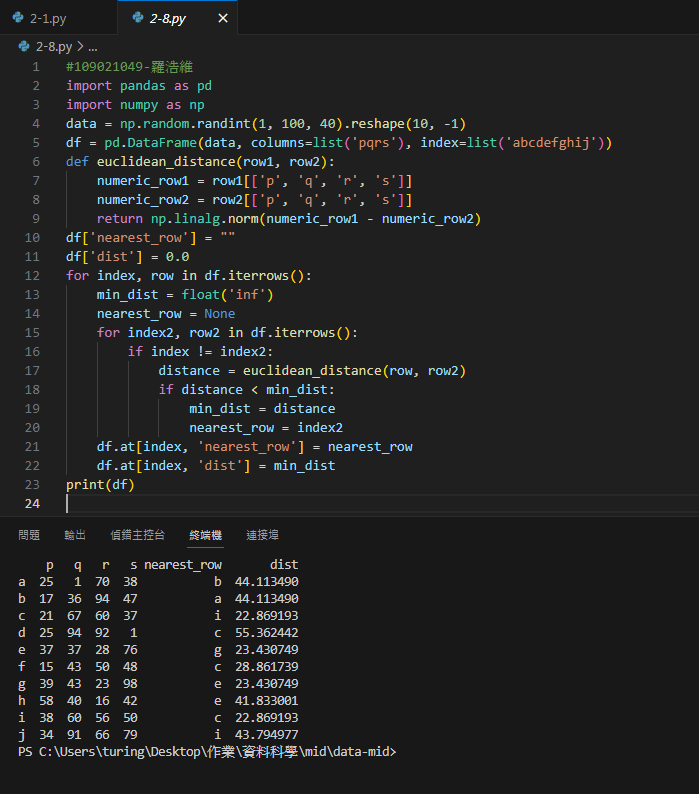 2-1.py 2-8.py ×
2-8.py > ...
1 #109021049-羅浩維
2 import pandas as pd
3 import numpy as np
4 data = np.random.randint(1, 100, 40).reshape(10, -1)
5 df = pd.DataFrame(data, columns=list('pqrs'), index=list('abcdefghij'))
6 def euclidean_distance(row1, row2):
7     numeric_row1 = row1[['p', 'q', 'r', 's']]
8     numeric_row2 = row2[['p', 'q', 'r', 's']]
9     return np.linalg.norm(numeric_row1 - numeric_row2)
10 df['nearest_row'] = ""
11 df['dist'] = 0.0
12 for index, row in df.iterrows():
13     min_dist = float('inf')
14     nearest_row = None
15     for index2, row2 in df.iterrows():
16         if index != index2:
17             distance = euclidean_distance(row, row2)
18             if distance < min_dist:
19                 min_dist = distance
20                 nearest_row = index2
21     df.at[index, 'nearest_row'] = nearest_row
22     df.at[index, 'dist'] = min_dist
23 print(df)
24
問題 輸出 偵錯主控台 終端機 連接埠
    p   q   r   s nearest_row       dist
a  25   1  70  38           b  44.113490
b  17  36  94  47           a  44.113490
c  21  67  60  37           i  22.869193
d  25  94  92   1           c  55.362442
e  37  37  28  76           g  23.430749
f  15  43  50  48           c  28.861739
g  39  43  23  98           e  23.430749
h  58  40  16  42           e  41.833001
i  38  60  56  50           c  22.869193
j  34  91  66  79           i  43.794977
PS C:\Users\turing\Desktop\作業\資料科學\mid\data-mid>